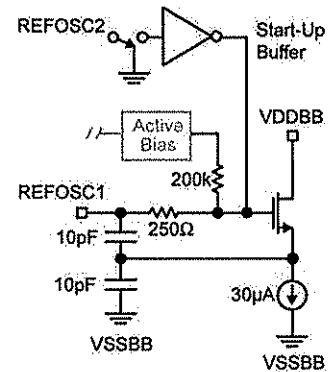 REFOSC2
Start-Up
Buffer
VDDBB
Active
Bias
200k
REFOSC1
10pF
250Ω
10pF
30µA
VSSBB
VSSBB